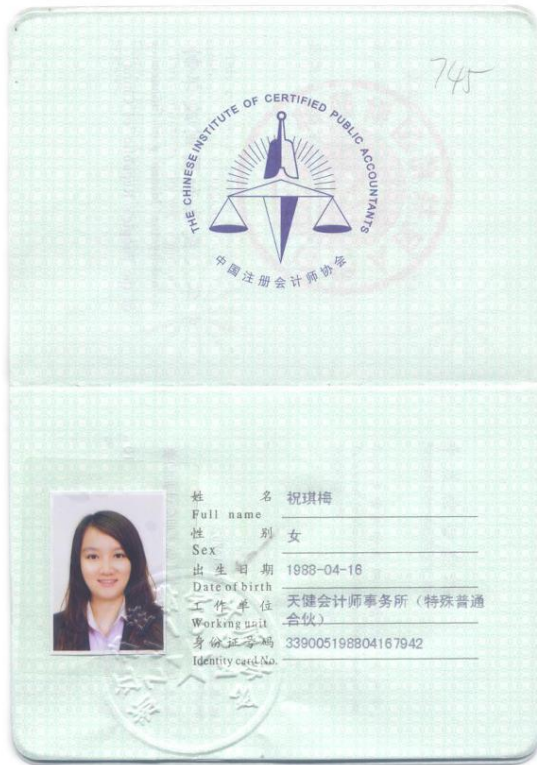 745
THE CHINESE INSTITUTE OF CERTIFIED PUBLIC ACCOUNTANTS
中国注册会计师协会
姓 名 祝琪梅
Full name
性 别 女
Sex
出生日期 1988-04-16
Date of birth
工作单位 天健会计师事务所（特殊普通
Working unit 合伙）
身份证号码 339005198804167942
Identity card No.